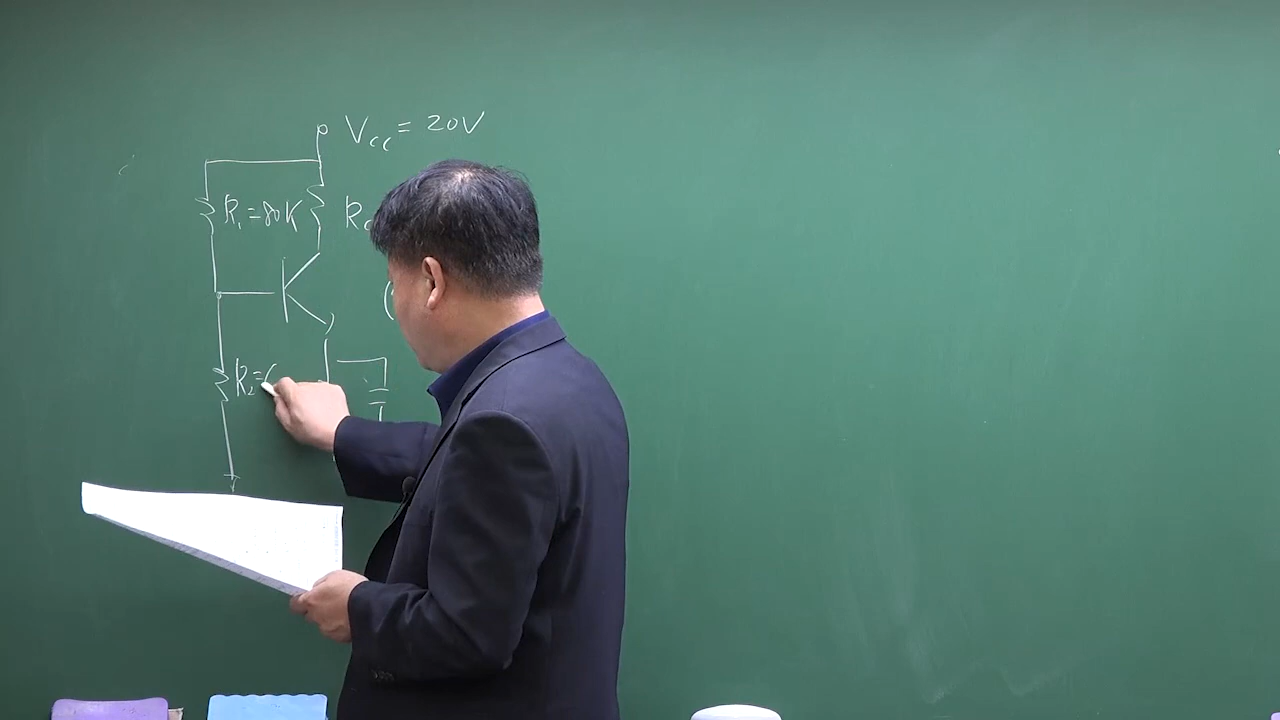 Vcc = 20V
R₁=80K
Rc
R₂=